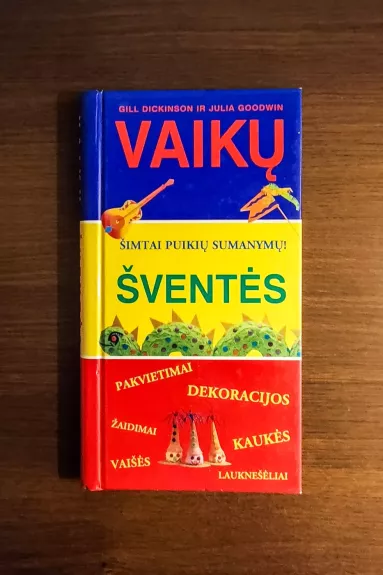 GILL DICKINSON IR JULIA GOODWIN
VAIKŲ
ŠIMTAI PUIKIŲ SUMANYMŲ!
ŠVENTĖS
PAKVIETIMAI
DEKORACIJOS
ŽAIDIMAI
KAUKĖS
VAIŠĖS
LAUKNEŠĖLIAI